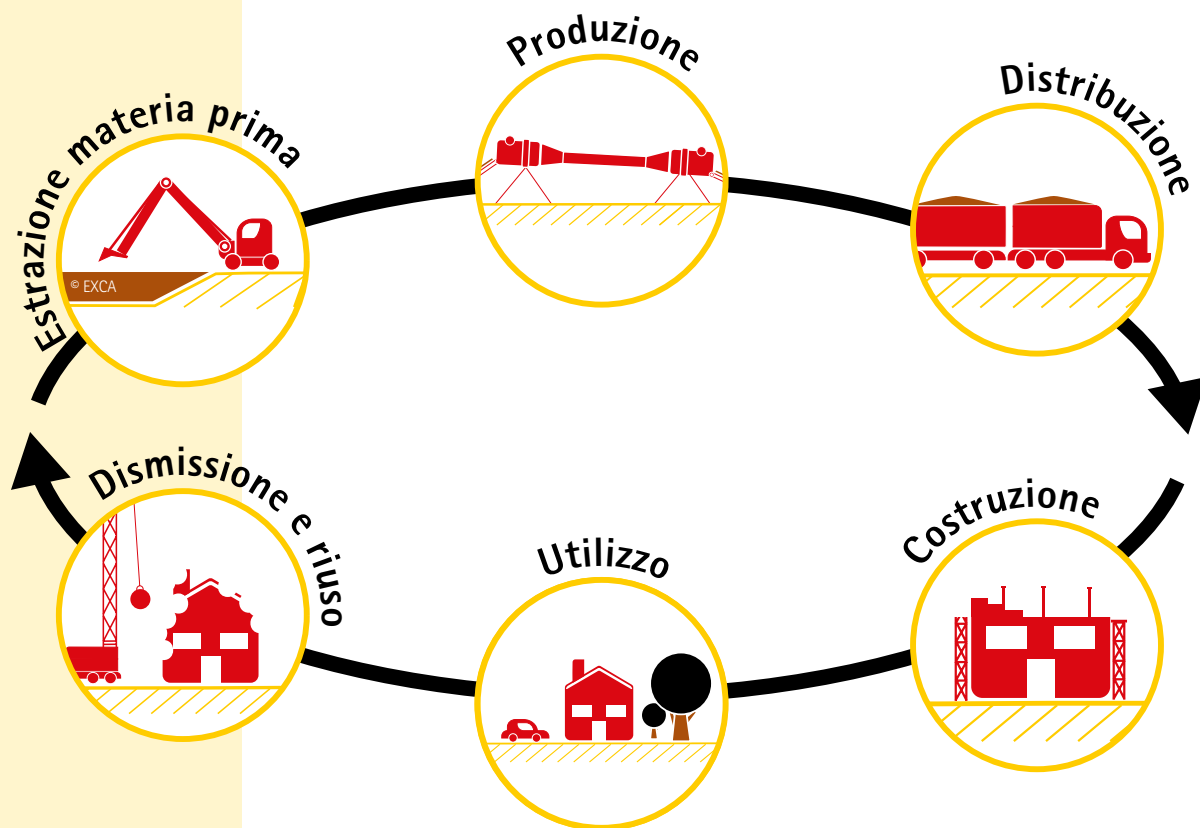 Estrazione materia prima
© EXCA
Produzione
Distribuzione
Costruzione
Utilizzo
Dismissione e riuso